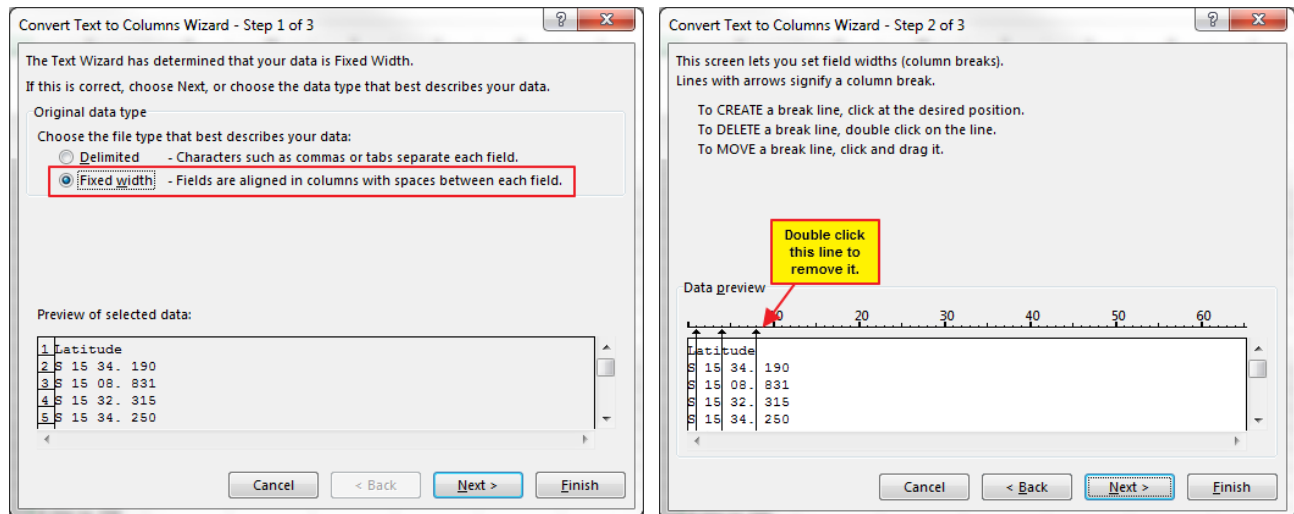 Convert Text to Columns Wizard - Step 1 of 3
The Text Wizard has determined that your data is Fixed Width.
If this is correct, choose Next, or choose the data type that best describes your data.
Original data type
Choose the file type that best describes your data:
Delimited - Characters such as commas or tabs separate each field.
Fixed width - Fields are aligned in columns with spaces between each field.
Preview of selected data:
1 Latitude
2 S 15 34. 190
3 S 15 08. 831
4 S 15 32. 315
5 S 15 34. 250
Cancel < Back Next > Finish
Convert Text to Columns Wizard - Step 2 of 3
This screen lets you set field widths (column breaks).
Lines with arrows signify a column break.
To CREATE a break line, click at the desired position.
To DELETE a break line, double click on the line.
To MOVE a break line, click and drag it.
Double click
this line to
remove it.
Data preview
10 20 30 40 50 60
Latitude
S 15 34. 190
S 15 08. 831
S 15 32. 315
S 15 34. 250
Cancel < Back Next > Finish